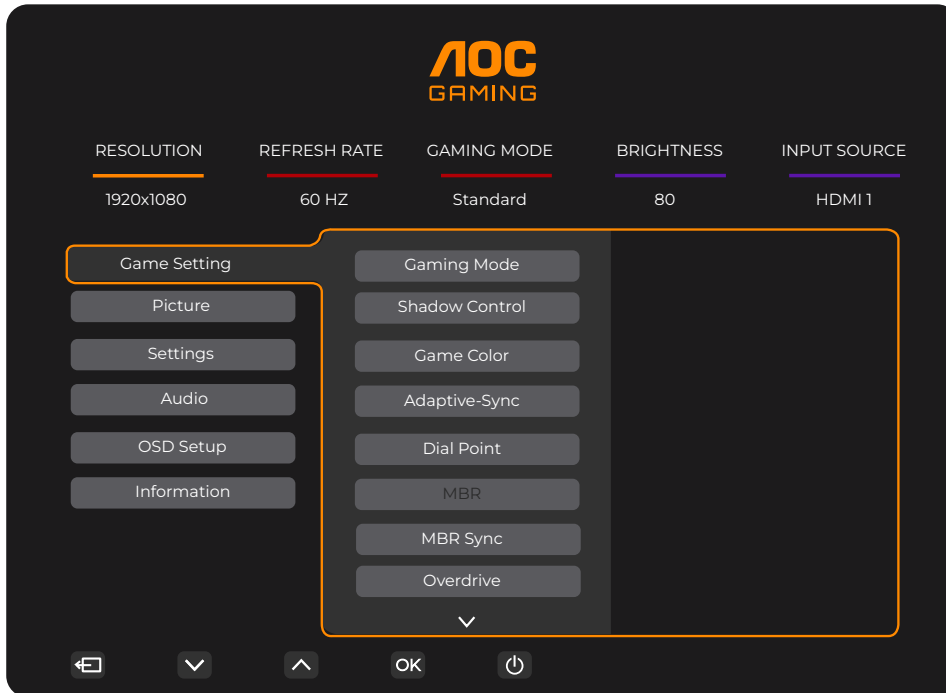 AOC
GAMING
RESOLUTION REFRESH RATE GAMING MODE BRIGHTNESS INPUT SOURCE
1920x1080 60 HZ Standard 80 HDMI 1
Game Setting
Picture
Settings
Audio
OSD Setup
Information
Gaming Mode
Shadow Control
Game Color
Adaptive-Sync
Dial Point
MBR
MBR Sync
Overdrive
OK